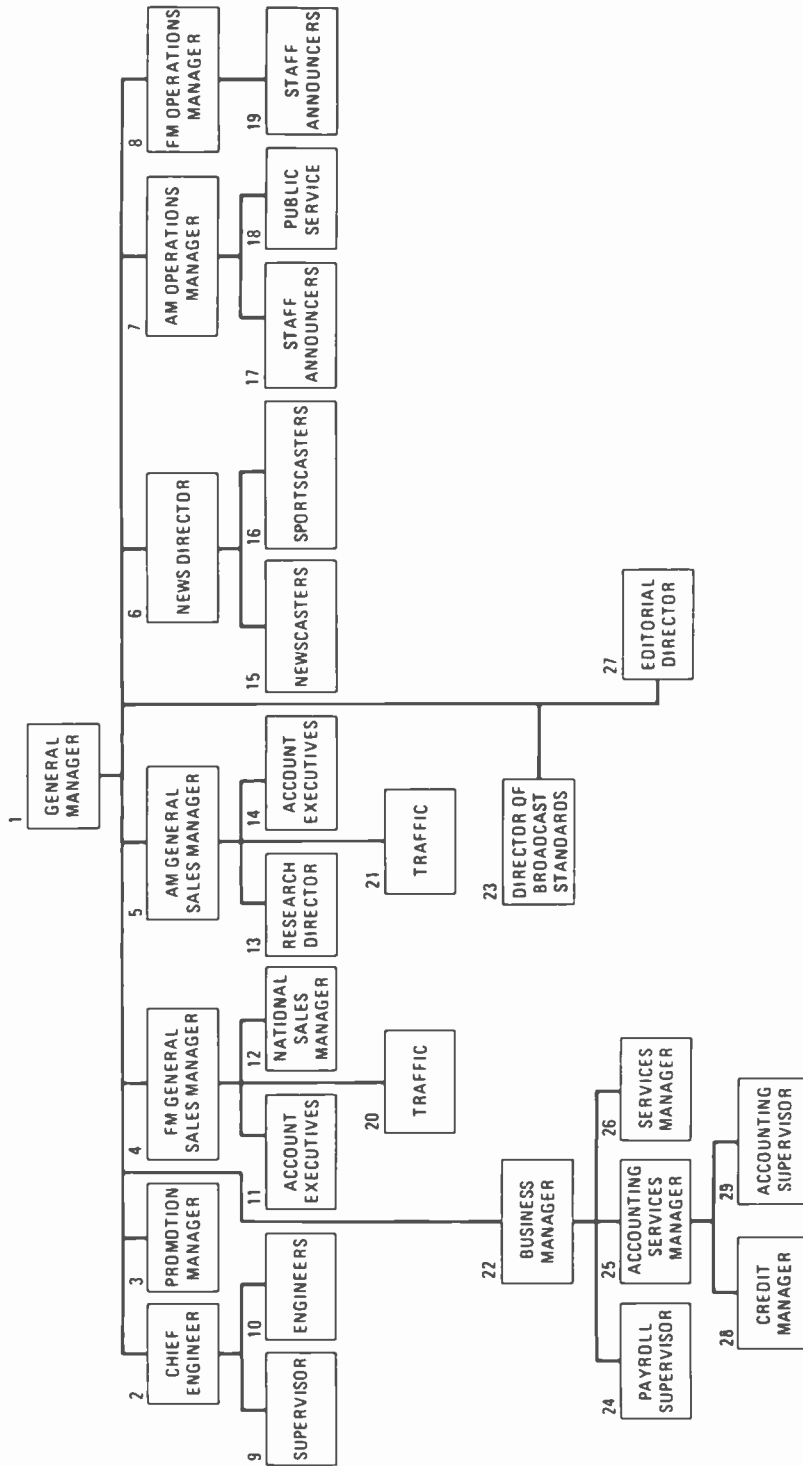 1
GENERAL
MANAGER
2
CHIEF
ENGINEER
3
PROMOTION
MANAGER
4
FM GENERAL
SALES MANAGER
5
AM GENERAL
SALES MANAGER
6
NEWS DIRECTOR
7
AM OPERATIONS
MANAGER
8
FM OPERATIONS
MANAGER
9
SUPERVISOR
10
ENGINEERS
11
ACCOUNT
EXECUTIVES
12
NATIONAL
SALES
MANAGER
13
RESEARCH
DIRECTOR
14
ACCOUNT
EXECUTIVES
15
NEWSCASTERS
16
SPORTSCASTERS
17
STAFF
ANNOUNCERS
18
PUBLIC
SERVICE
19
STAFF
ANNOUNCERS
20
TRAFFIC
21
TRAFFIC
22
BUSINESS
MANAGER
23
DIRECTOR OF
BROADCAST
STANDARDS
24
PAYROLL
SUPERVISOR
25
ACCOUNTING
SERVICES
MANAGER
26
SERVICES
MANAGER
27
EDITORIAL
DIRECTOR
28
CREDIT
MANAGER
29
ACCOUNTING
SUPERVISOR